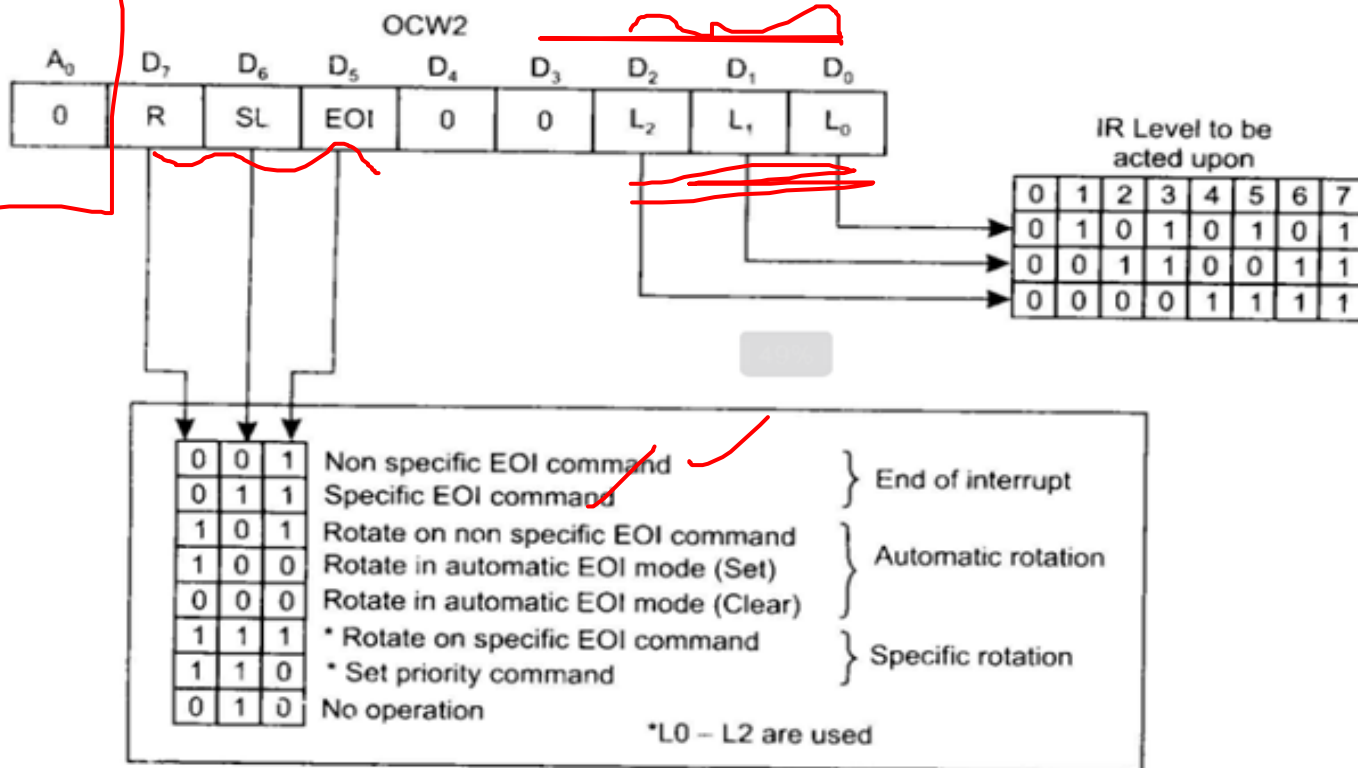 OCW2
A₀ D₇ D₆ D₅ D₄ D₃ D₂ D₁ D₀
0 R SL EOI 0 0 L₂ L₁ L₀
IR Level to be
acted upon
0 1 2 3 4 5 6 7
0 1 0 1 0 1 0 1
0 0 1 1 0 0 1 1
0 0 0 0 1 1 1 1
0 0 1 Non specific EOI command
0 1 1 Specific EOI command
End of interrupt
1 0 1 Rotate on non specific EOI command
1 0 0 Rotate in automatic EOI mode (Set)
0 0 0 Rotate in automatic EOI mode (Clear)
Automatic rotation
1 1 1 * Rotate on specific EOI command
1 1 0 * Set priority command
Specific rotation
0 1 0 No operation
*L0 – L2 are used